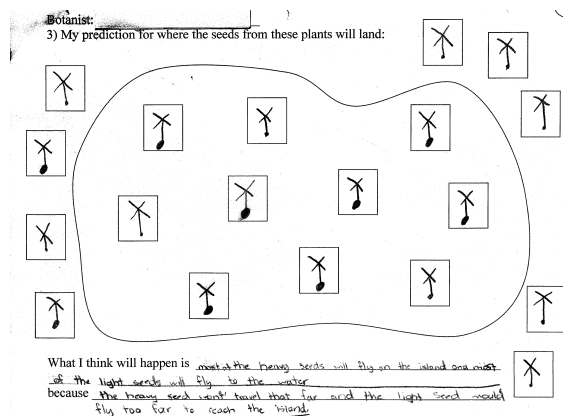 Botanist:
3) My prediction for where the seeds from these plants will land:
What I think will happen is most of the heavy seeds will fly on the island and most
of the light seeds will fly to the water
because the heavy seed won't travel that far and the light seed would
fly too far to reach the island.